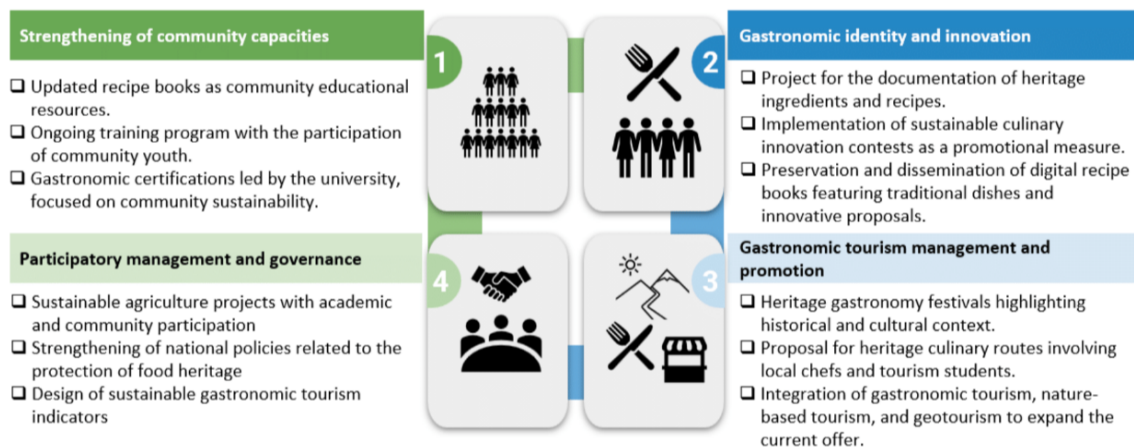 Strengthening of community capacities
❑ Updated recipe books as community educational
resources.
❑ Ongoing training program with the participation
of community youth.
❑ Gastronomic certifications led by the university,
focused on community sustainability.
1
2
Gastronomic identity and innovation
❑ Project for the documentation of heritage
ingredients and recipes.
❑ Implementation of sustainable culinary
innovation contests as a promotional measure.
❑ Preservation and dissemination of digital recipe
books featuring traditional dishes and
innovative proposals.
Participatory management and governance
❑ Sustainable agriculture projects with academic
and community participation
❑ Strengthening of national policies related to the
protection of food heritage
❑ Design of sustainable gastronomic tourism
indicators
4
3
Gastronomic tourism management and
promotion
❑ Heritage gastronomy festivals highlighting
historical and cultural context.
❑ Proposal for heritage culinary routes involving
local chefs and tourism students.
❑ Integration of gastronomic tourism, nature-
based tourism, and geotourism to expand the
current offer.